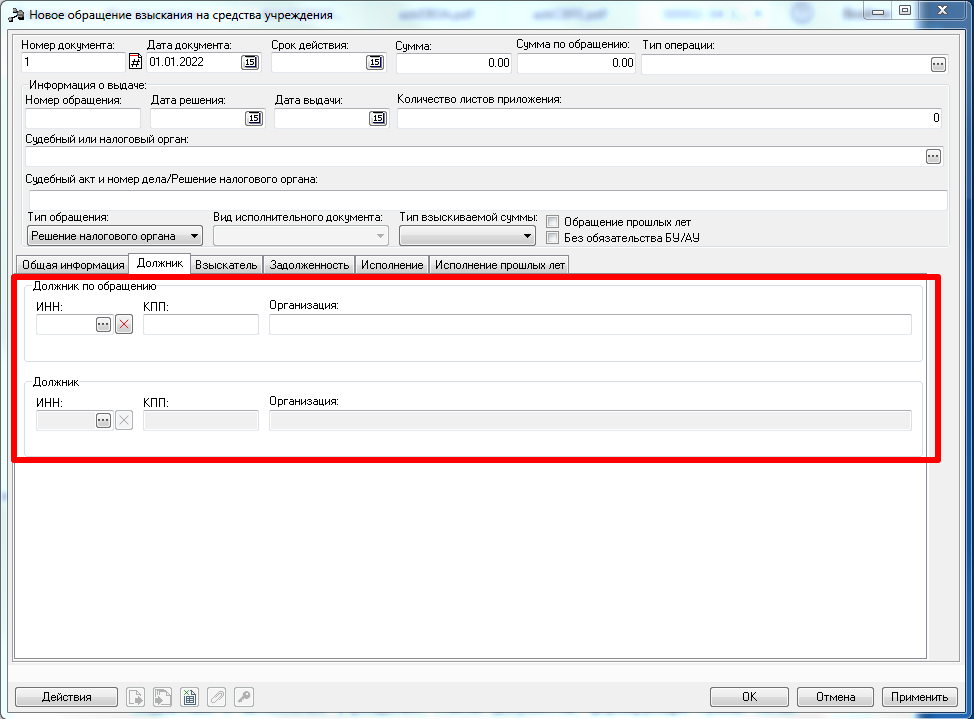 Новое обращение взыскания на средства учреждения
Номер документа: Дата документа: Срок действия: Сумма: Сумма по обращению: Тип операции:
1 # 01.01.2022 15 15 0.00 0.00 ...
Информация о выдаче:
Номер обращения: Дата решения: Дата выдачи: Количество листов приложения:
15 15 0
Судебный или налоговый орган:
...
Судебный акт и номер дела/Решение налогового органа:
Тип обращения: Вид исполнительного документа: Тип взыскиваемой суммы: Обращение прошлых лет
Решение налогового органа Без обязательства БУ/АУ
Общая информация Должник Взыскатель Задолженность Исполнение Исполнение прошлых лет
Должник по обращению
ИНН: КПП: Организация:
...
Должник
ИНН: КПП: Организация:
...
Действия OK Отмена Применить